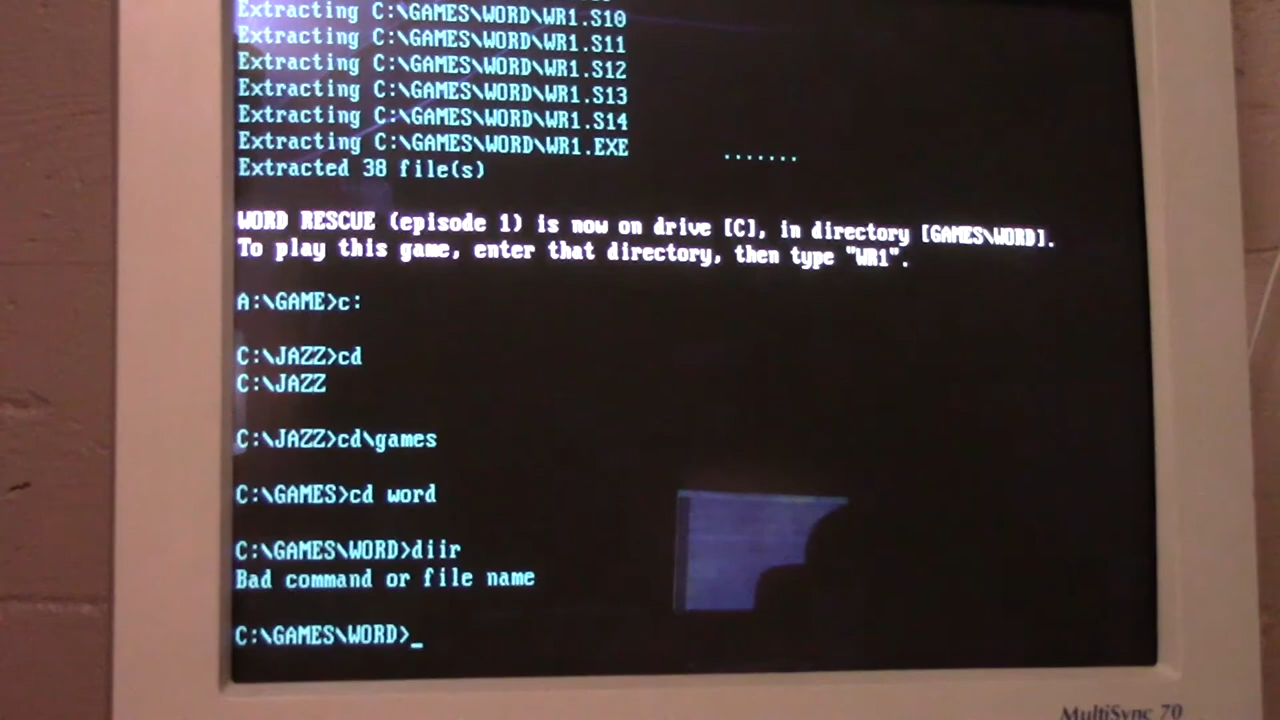 Extracting C:\GAMES\WORD\WR1.S10
Extracting C:\GAMES\WORD\WR1.S11
Extracting C:\GAMES\WORD\WR1.S12
Extracting C:\GAMES\WORD\WR1.S13
Extracting C:\GAMES\WORD\WR1.S14
Extracting C:\GAMES\WORD\WR1.EXE .......
Extracted 38 file(s)
WORD RESCUE (episode 1) is now on drive [C], in directory [GAMES\WORD].
To play this game, enter that directory, then type "WR1".
A:\GAME>c:
C:\JAZZ>cd
C:\JAZZ
C:\JAZZ>cd\games
C:\GAMES>cd word
C:\GAMES\WORD>diir
Bad command or file name
C:\GAMES\WORD>_
MultiSync 70